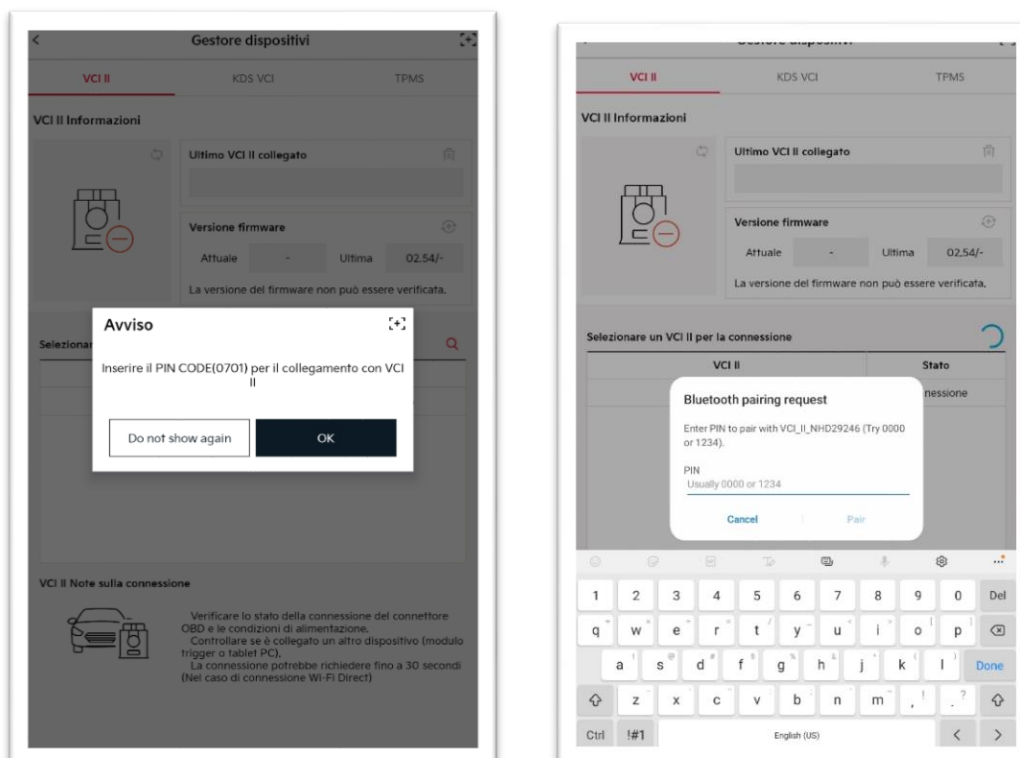 Gestore dispositivi
VCI II KDS VCI TPMS
VCI II Informazioni
Ultimo VCI II collegato
Versione firmware
Attuale - Ultima 02.54/-
La versione del firmware non può essere verificata.
Selezionar
Avviso
Inserire il PIN CODE(0701) per il collegamento con VCI
II
Do not show again OK
VCI II Note sulla connessione
Verificare lo stato della connessione del connettore
OBD e le condizioni di alimentazione.
Controllare se è collegato un altro dispositivo (modulo
trigger o tablet PC).
La connessione potrebbe richiedere fino a 30 secondi
(Nel caso di connessione Wi-Fi Direct)
VCI II KDS VCI TPMS
VCI II Informazioni
Ultimo VCI II collegato
Versione firmware
Attuale - Ultima 02.54/-
La versione del firmware non può essere verificata.
Selezionare un VCI II per la connessione
VCI II Stato
nessione
Bluetooth pairing request
Enter PIN to pair with VCI_II_NHD29246 (Try 0000
or 1234).
PIN
Usually 0000 or 1234
Cancel Pair
1 2 3 4 5 6 7 8 9 0 Del
q w e r t y u i o p
a s d f g h j k l Done
z x c v b n m , ! . ?
Ctrl !#1 English (US) < >